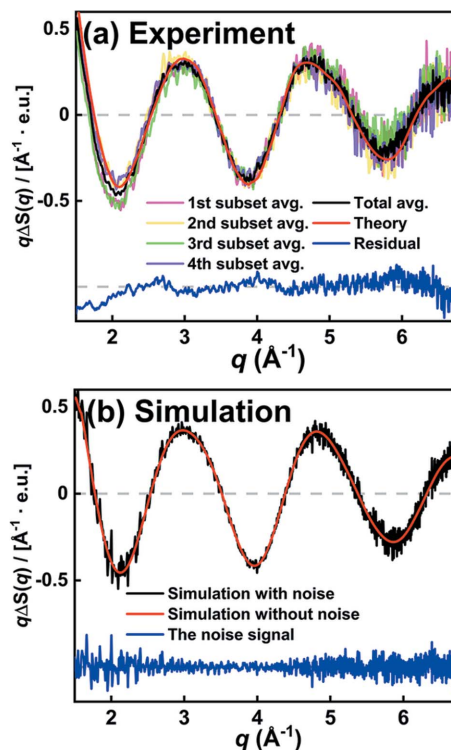 (a) Experiment
0.5
0
-0.5
qΔS(q) / [Å⁻¹ · e.u.]
1st subset avg.
2nd subset avg.
3rd subset avg.
4th subset avg.
Total avg.
Theory
Residual
2 3 4 5 6
q (Å⁻¹)
(b) Simulation
0.5
0
-0.5
qΔS(q) / [Å⁻¹ · e.u.]
Simulation with noise
Simulation without noise
The noise signal
2 3 4 5 6
q (Å⁻¹)